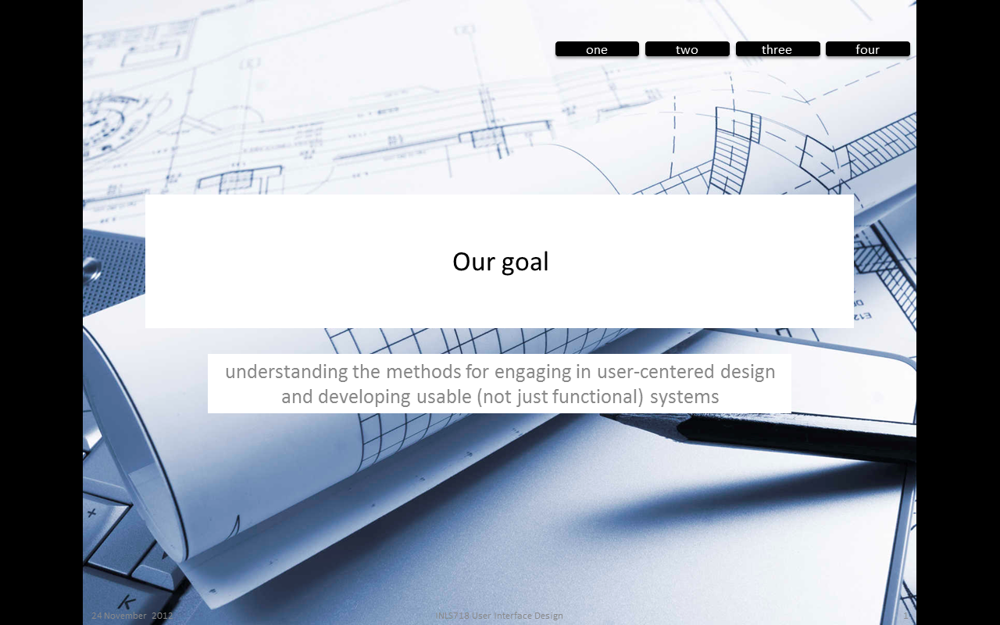 one two three four
Our goal
understanding the methods for engaging in user-centered design
and developing usable (not just functional) systems
+
K
24 November 2012
INLS718 User Interface Design